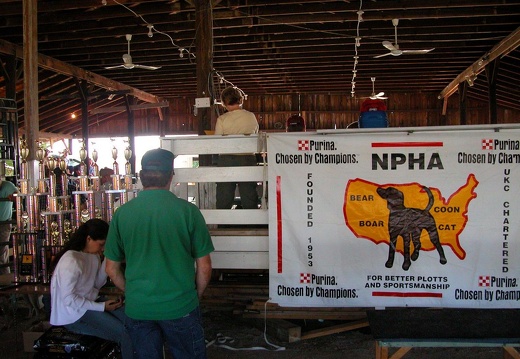 Purina.
Chosen by Champions.
NPHA
Purina.
Chosen by Champions.
FOUNDED 1953
BEAR
COON
BOAR
CAT
UKC CHARTERED
FOR BETTER PLOTTS
AND SPORTSMANSHIP
Purina.
Chosen by Champions.
Purina.
Chosen by Champions.